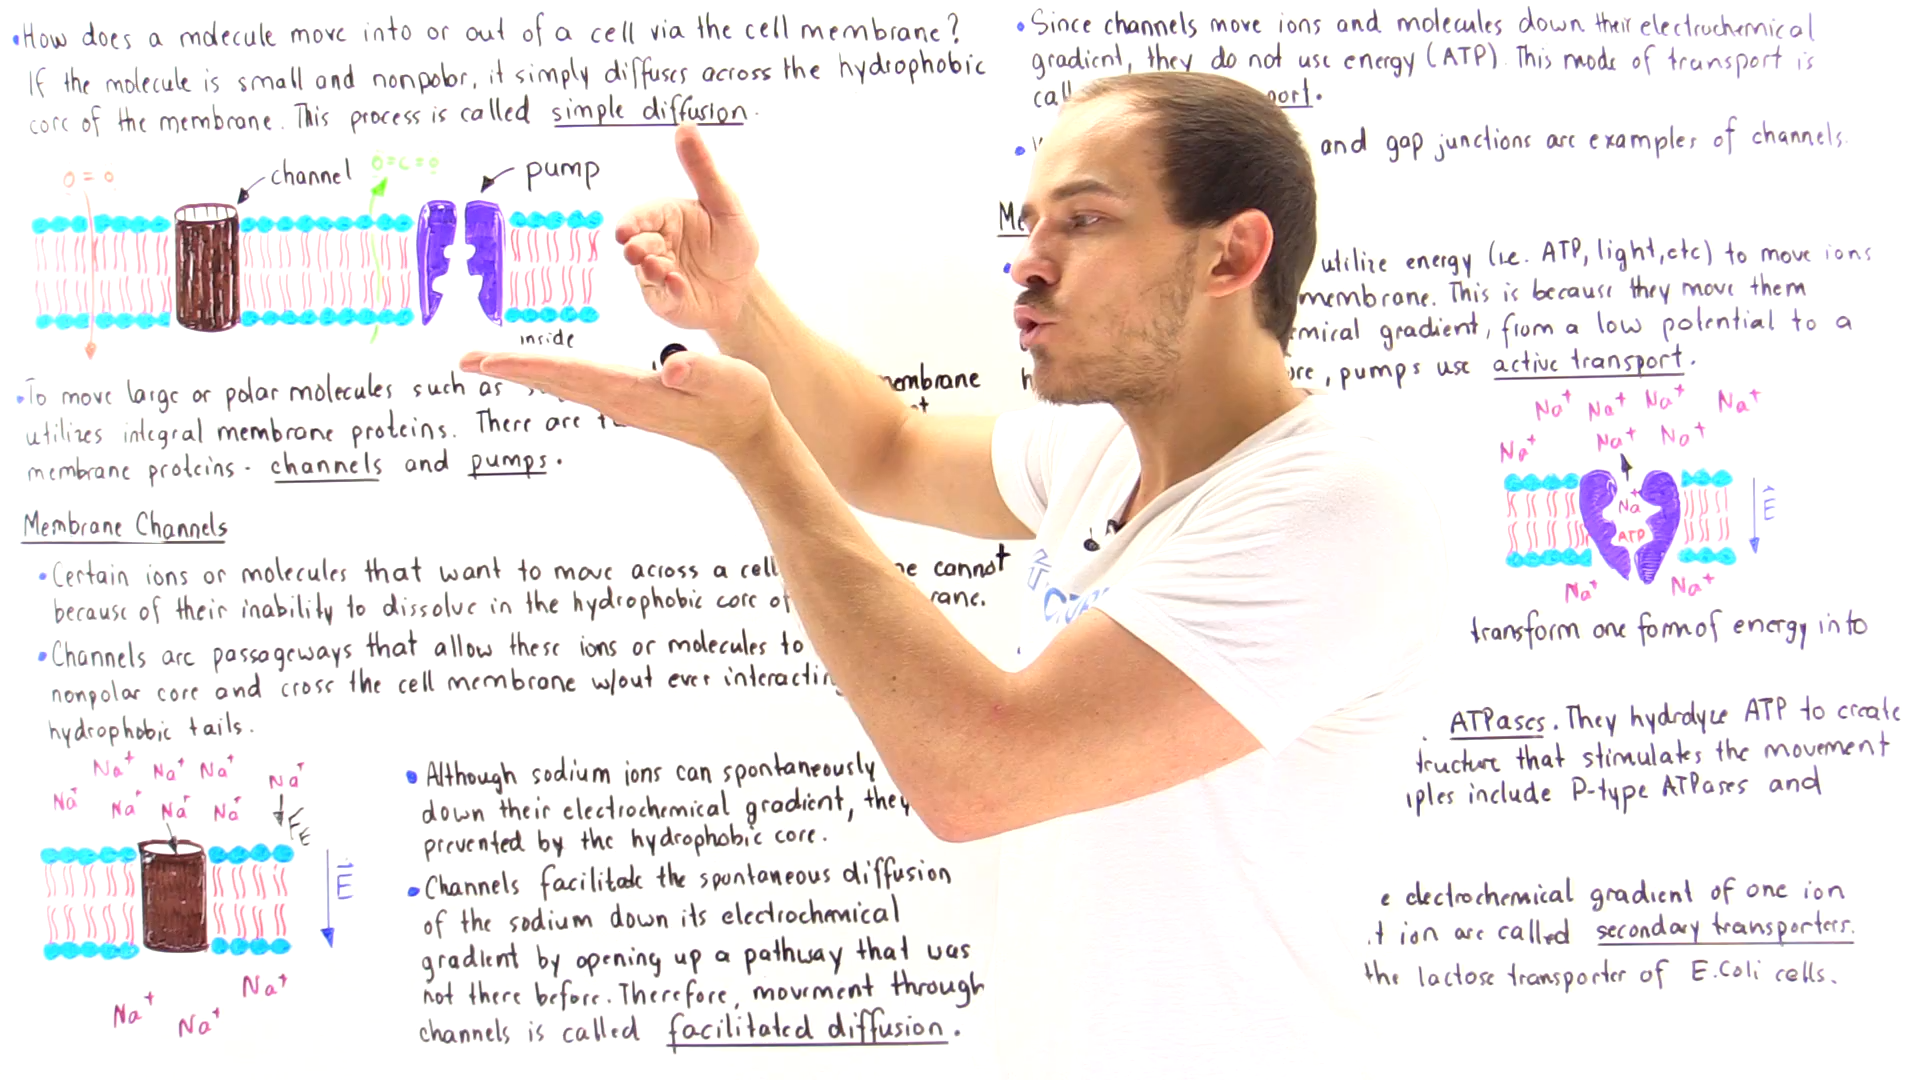 •How does a molecule move into or out of a cell via the cell membrane?
If the molecule is small and nonpolar, it simply diffuses across the hydrophobic
core of the membrane. This process is called simple diffusion.
O=O
channel
O=C=O
pump
inside
•To move large or polar molecules such as
utilizes integral membrane proteins. There are
membrane proteins - channels and pumps.
membrane
Membrane Channels
•Certain ions or molecules that want to move across a cell cannot
because of their inability to dissolve in the hydrophobic core of
•Channels are passageways that allow these ions or molecules to
nonpolar core and cross the cell membrane w/out ever
hydrophobic tails.
Na⁺ Na⁺ Na⁺ Na⁺
Na⁺ Na⁺ Na⁺ Na⁺
F_E
E
Na⁺ Na⁺ Na⁺
•Although sodium ions can spontaneously
down their electrochemical gradient, they
prevented by the hydrophobic core.
•Channels facilitate the spontaneous diffusion
of the sodium down its electrochemical
gradient by opening up a pathway that was
not there before. Therefore, movement through
channels is called facilitated diffusion.
•Since channels move ions and molecules down their electrochemical
gradient, they do not use energy (ATP). This mode of transport is
and gap junctions are examples of channels.
utilize energy (i.e. ATP, light, etc) to move ions
membrane. This is because they move them
gradient, from a low potential to a
, pumps use active transport.
Na⁺ Na⁺ Na⁺ Na⁺
Na⁺ Na⁺ Na⁺
Na⁺
ATP
E
Na⁺ Na⁺
transform one form of energy into
ATPases. They hydrolyze ATP to create
that stimulates the movement
include P-type ATPases and
electrochemical gradient of one ion
ion are called secondary transporters.
the lactose transporter of E.Coli cells.